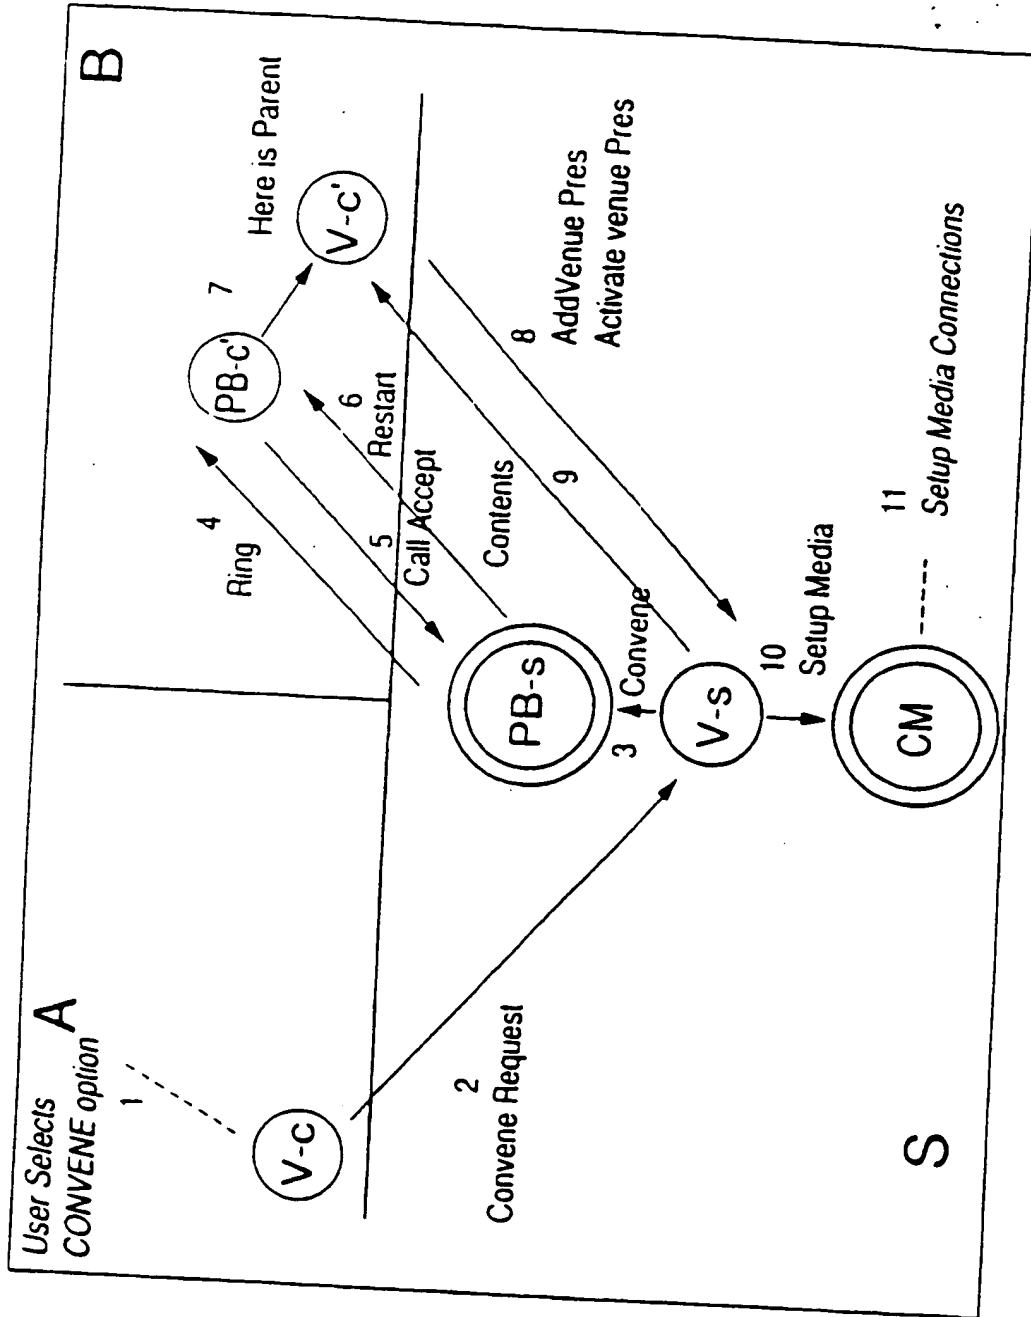 User Selects
CONVENE option
A
1
V-c
2
Convene Request
S
B
4
Ring
PB-c'
7
Here is Parent
V-c'
5
Call Accept
6
Restart
Contents
9
8
AddVenue Pres
Activate venue Pres
PB-s
3
Convene
V-s
10
Setup Media
CM
11
Setup Media Connections